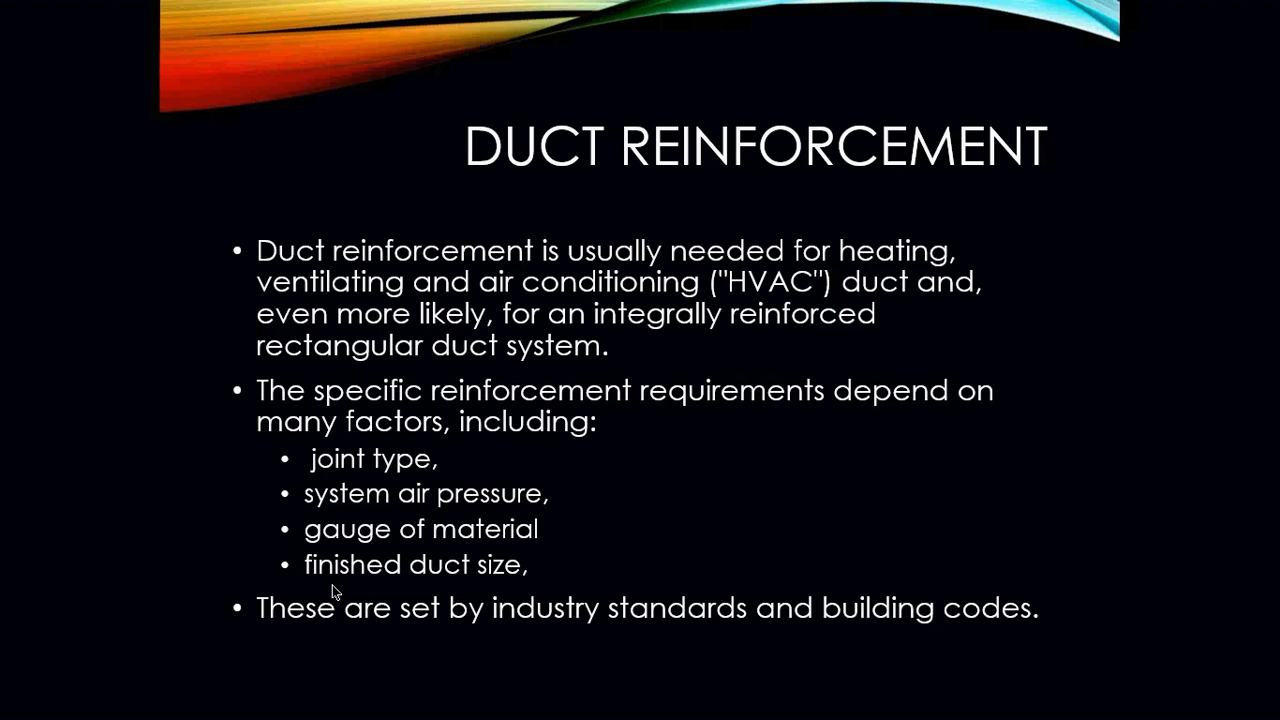 DUCT REINFORCEMENT
• Duct reinforcement is usually needed for heating,
ventilating and air conditioning ("HVAC") duct and,
even more likely, for an integrally reinforced
rectangular duct system.
• The specific reinforcement requirements depend on
many factors, including:
• joint type,
• system air pressure,
• gauge of material
• finished duct size,
• These are set by industry standards and building codes.